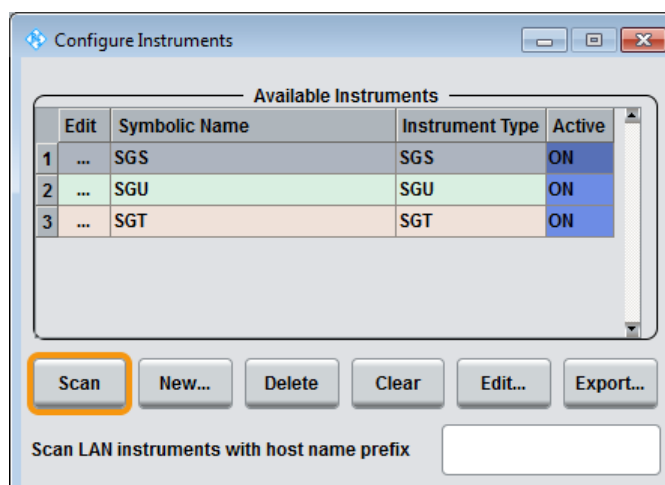 Configure Instruments
Available Instruments
Edit Symbolic Name Instrument Type Active
1 ... SGS SGS ON
2 ... SGU SGU ON
3 ... SGT SGT ON
Scan New... Delete Clear Edit... Export...
Scan LAN instruments with host name prefix